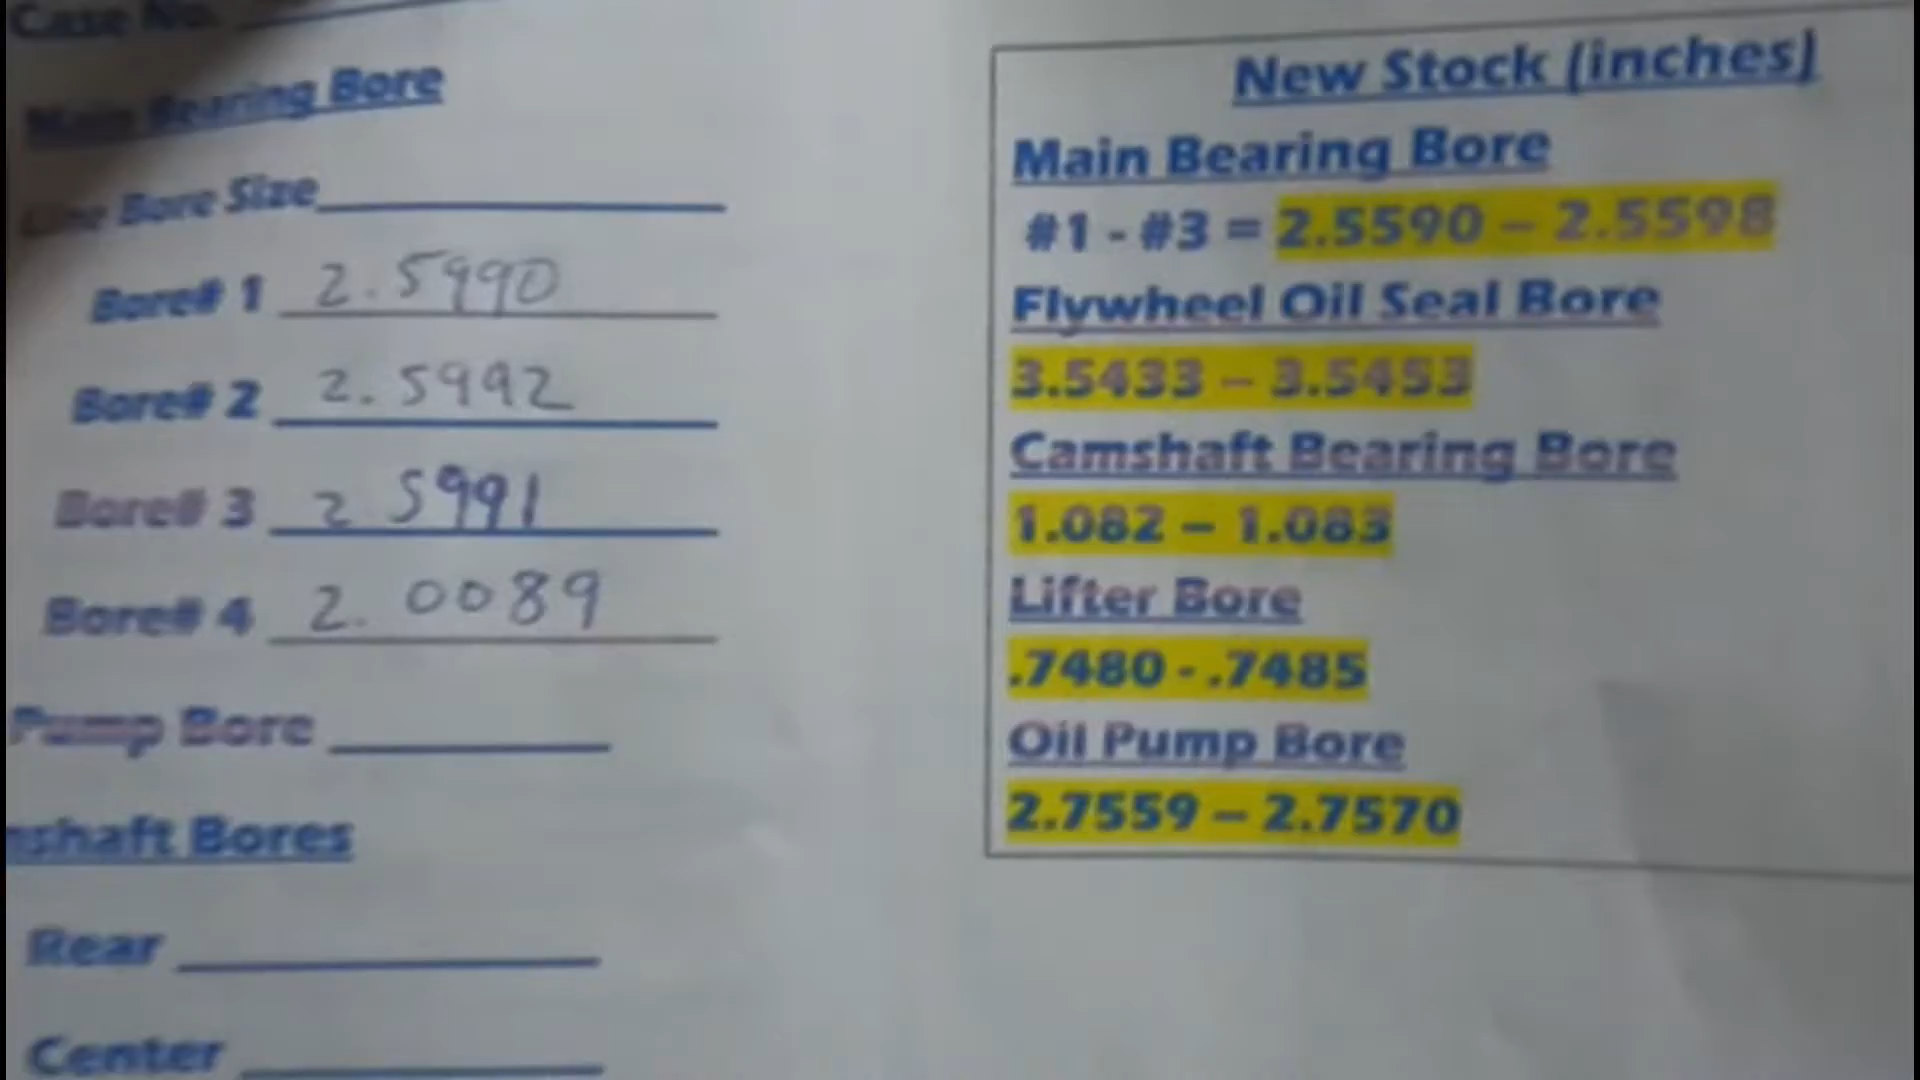 Case No.
Main Bearing Bore
Line Bore Size
Bore# 1 2.5990
Bore# 2 2.5992
Bore# 3 2 5991
Bore# 4 2.0089
Pump Bore
mshaft Bores
Rear
Center
New Stock (inches)
Main Bearing Bore
#1 - #3 = 2.5590 – 2.5598
Flywheel Oil Seal Bore
3.5433 – 3.5453
Camshaft Bearing Bore
1.082 – 1.083
Lifter Bore
.7480 - .7485
Oil Pump Bore
2.7559 – 2.7570